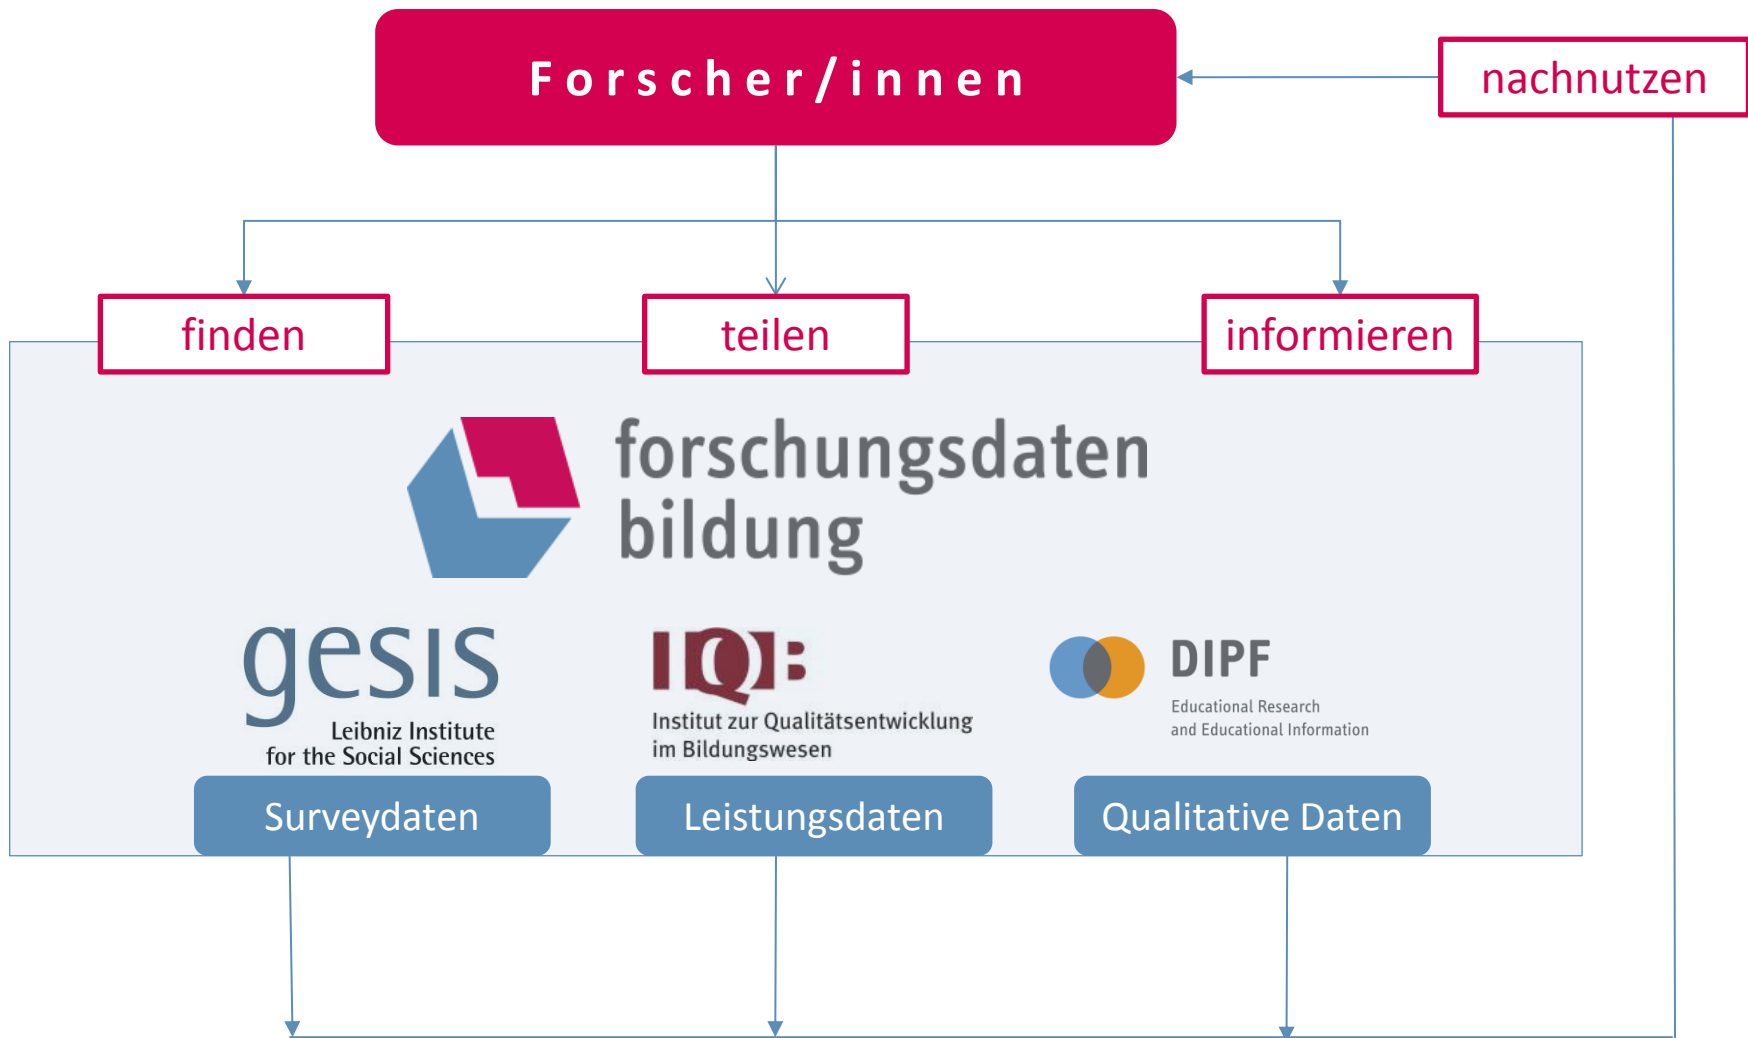 Forscher/innen
nachnutzen
finden
teilen
informieren
forschungsdaten
bildung
gesis
Leibniz Institute
for the Social Sciences
IQB
Institut zur Qualitätsentwicklung
im Bildungswesen
DIPF
Educational Research
and Educational Information
Surveydaten
Leistungsdaten
Qualitative Daten